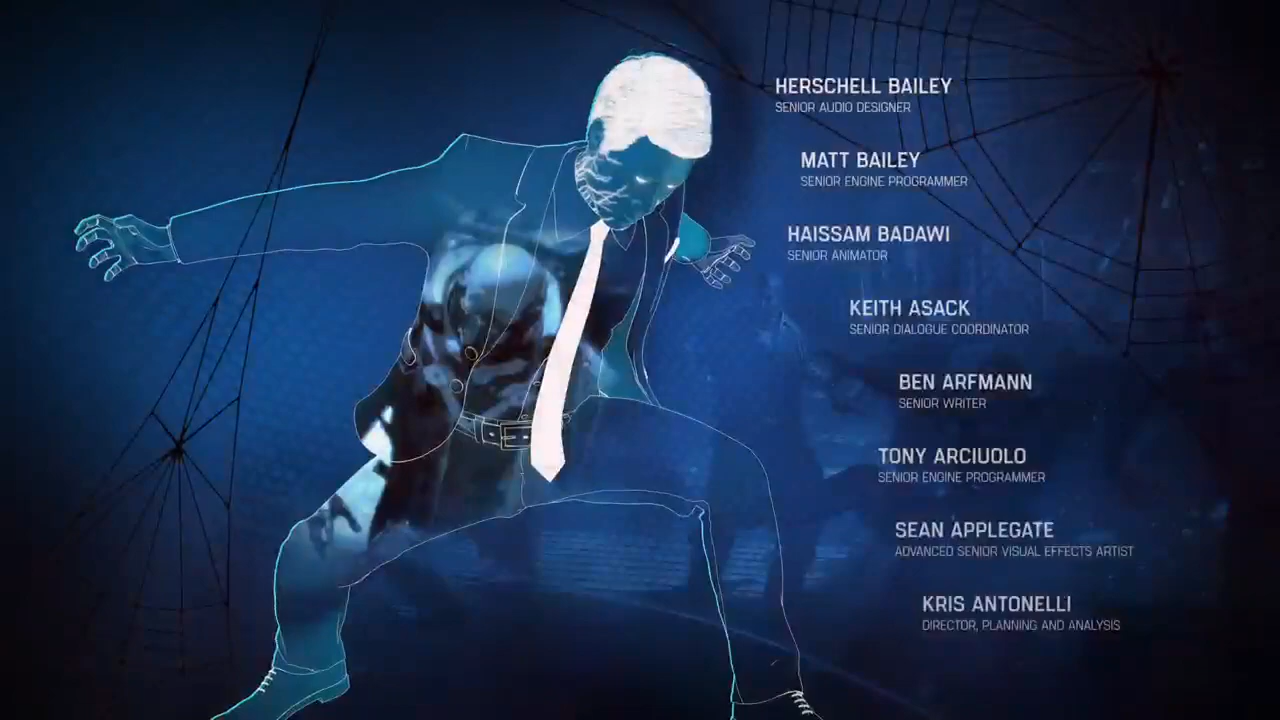 HERSCHELL BAILEY
SENIOR AUDIO DESIGNER
MATT BAILEY
SENIOR ENGINE PROGRAMMER
HAISSAM BADAWI
SENIOR ANIMATOR
KEITH ASACK
SENIOR DIALOGUE COORDINATOR
BEN ARFMANN
SENIOR WRITER
TONY ARCIUOLO
SENIOR ENGINE PROGRAMMER
SEAN APPLEGATE
ADVANCED SENIOR VISUAL EFFECTS ARTIST
KRIS ANTONELLI
DIRECTOR, PLANNING AND ANALYSIS